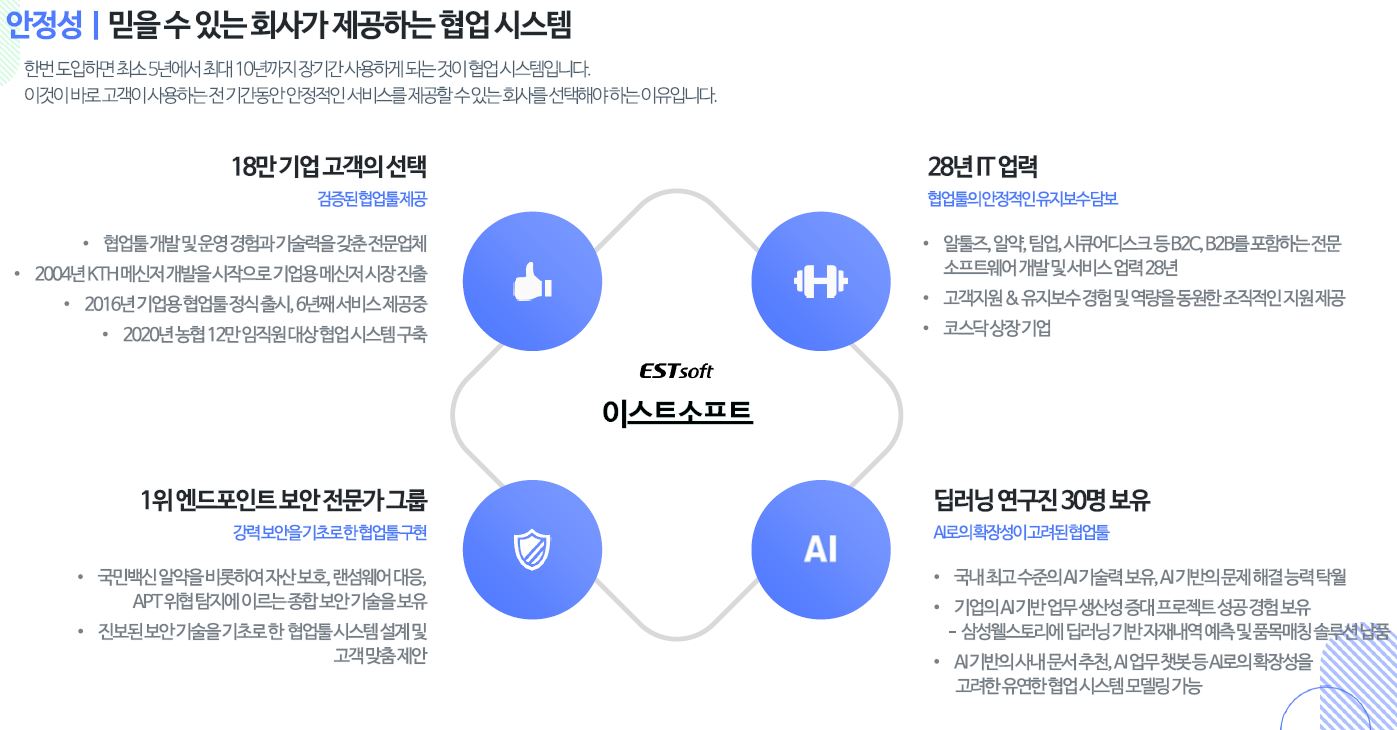 안정성 | 믿을 수 있는 회사가 제공하는 협업 시스템
한번 도입하면 최소 5년에서 최대 10년까지 장기간 사용하게 되는 것이 협업 시스템입니다.
이것이 바로 고객이 사용하는 전 기간동안 안정적인 서비스를 제공할 수 있는 회사를 선택해야 하는 이유입니다.
18만 기업 고객의 선택
검증된 협업툴 제공
• 협업툴 개발 및 운영 경험과 기술력을 갖춘 전문업체
• 2004년 KTH 메신저 개발을 시작으로 기업용 메신저 시장 진출
• 2016년 기업용 협업툴 정식 출시, 6년째 서비스 제공중
• 2020년 농협 12만 임직원 대상 협업 시스템 구축
28년 IT 업력
협업툴의 안정적인 유지보수 담보
• 알툴즈, 알약, 팀업, 시큐어디스크 등 B2C, B2B를 포함하는 전문
소프트웨어 개발 및 서비스 업력 28년
• 고객지원 & 유지보수 경험 및 역량을 동원한 조직적인 지원 제공
• 코스닥 상장 기업
ESTsoft
이스트소프트
1위 엔드포인트 보안 전문가 그룹
강력 보안을 기초로 한 협업툴 구현
• 국민백신 알약을 비롯하여 자산 보호, 랜섬웨어 대응,
APT 위협 탐지에 이르는 종합 보안 기술을 보유
• 진보된 보안 기술을 기초로 한 협업툴 시스템 설계 및
고객 맞춤 제안
AI
딥러닝 연구진 30명 보유
AI로의 확장성이 고려된 협업툴
• 국내 최고 수준의 AI 기술력 보유, AI 기반의 문제 해결 능력 탁월
• 기업의 AI 기반 업무 생산성 증대 프로젝트 성공 경험 보유
– 삼성웰스토리에 딥러닝 기반 자재내역 예측 및 품목매칭 솔루션 납품
• AI 기반의 사내 문서 추천, AI 업무 챗봇 등 AI로의 확장성을
고려한 유연한 협업 시스템 모델링 가능